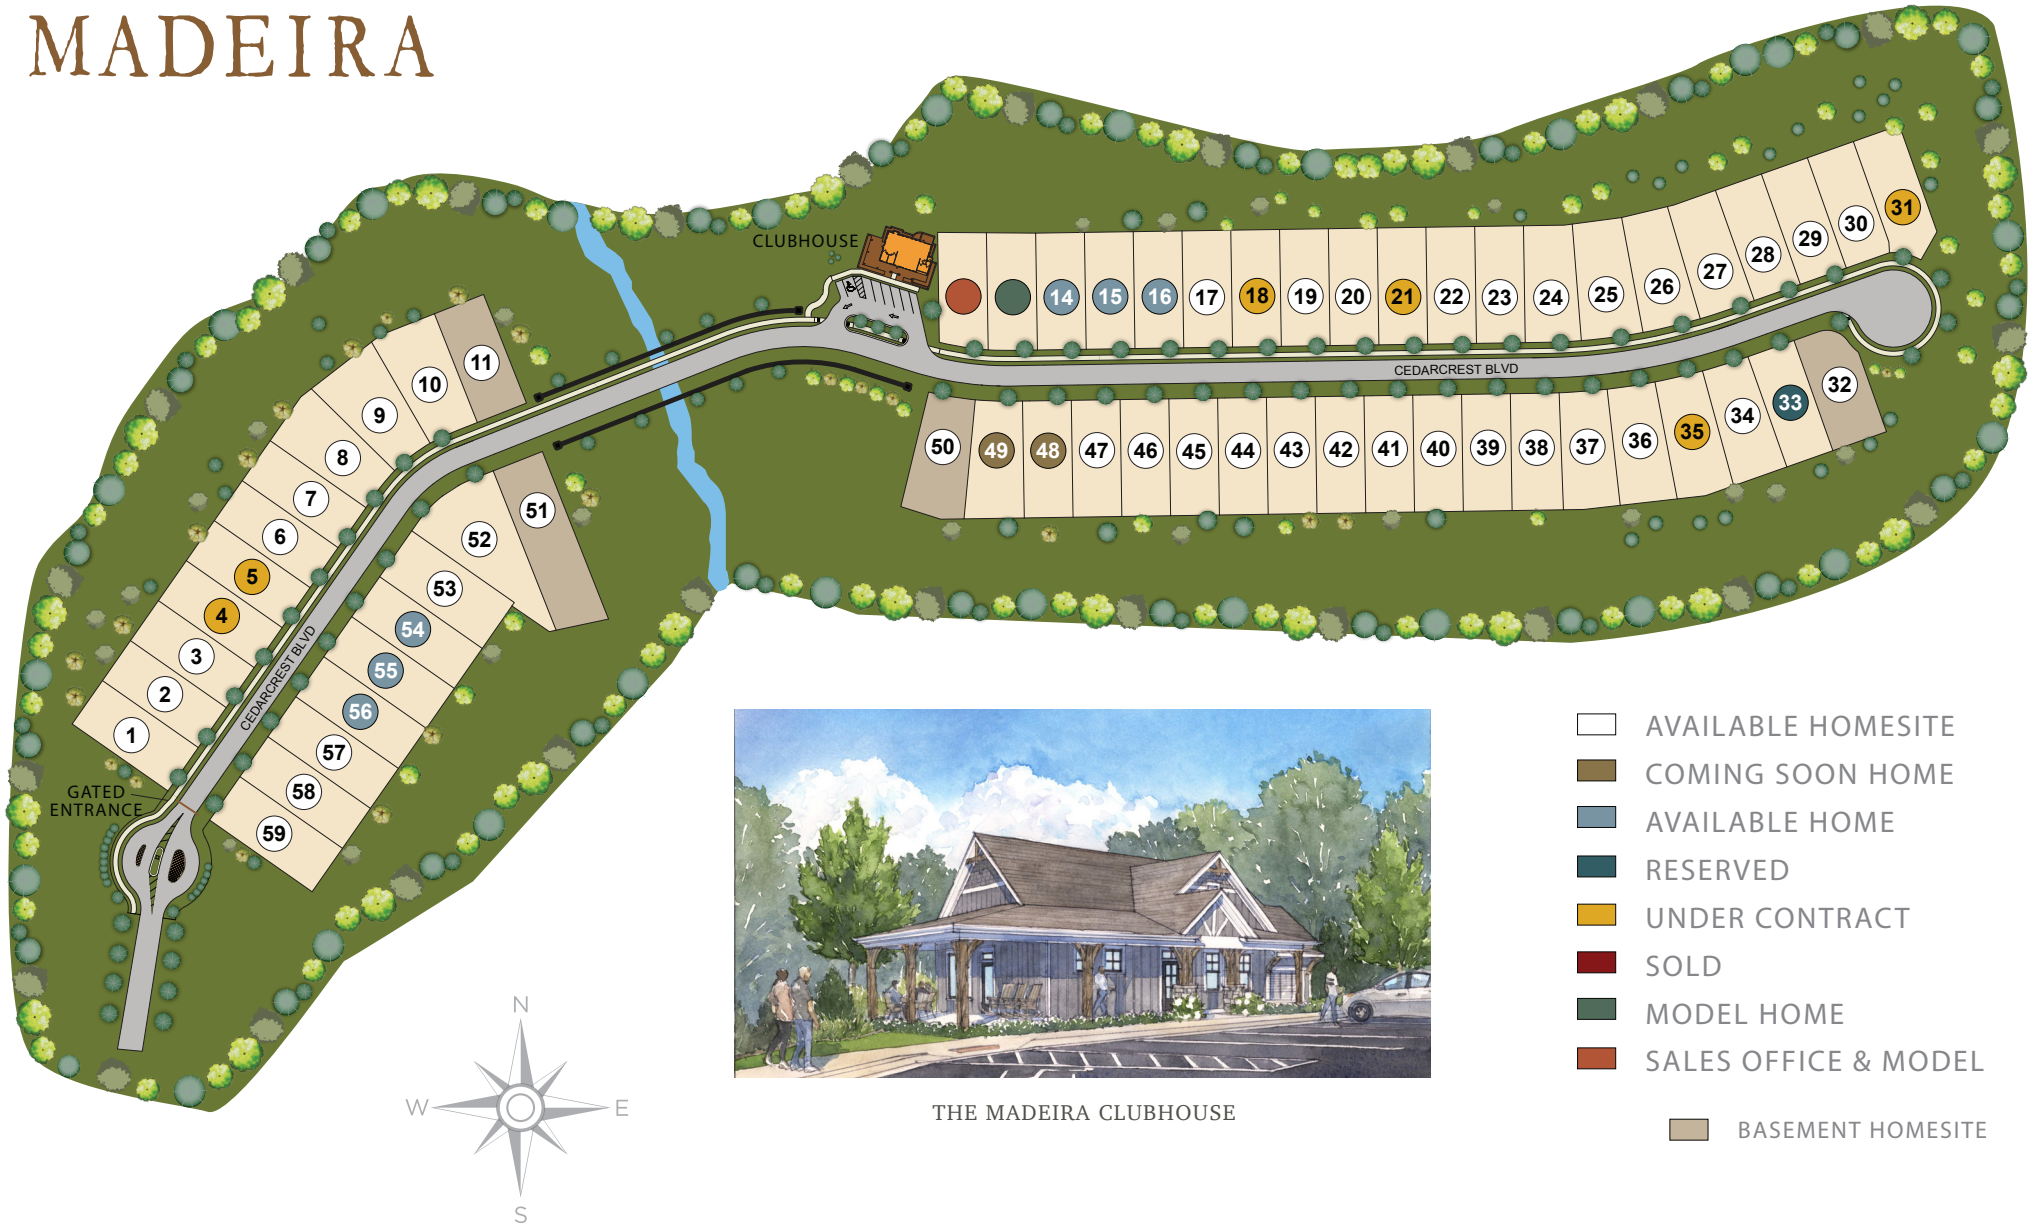 MADEIRA
CLUBHOUSE
14
15
16
17
18
19
20
21
22
23
24
25
26
27
28
29
30
31
CEDARCREST BLVD
32
33
34
35
36
37
38
39
40
41
42
43
44
45
46
47
48
49
50
11
10
9
8
7
6
5
4
3
2
1
51
52
53
54
55
56
57
58
59
CEDARCREST BLVD
GATED
ENTRANCE
AVAILABLE HOMESITE
COMING SOON HOME
AVAILABLE HOME
RESERVED
UNDER CONTRACT
SOLD
MODEL HOME
SALES OFFICE & MODEL
BASEMENT HOMESITE
N
W
E
S
THE MADEIRA CLUBHOUSE